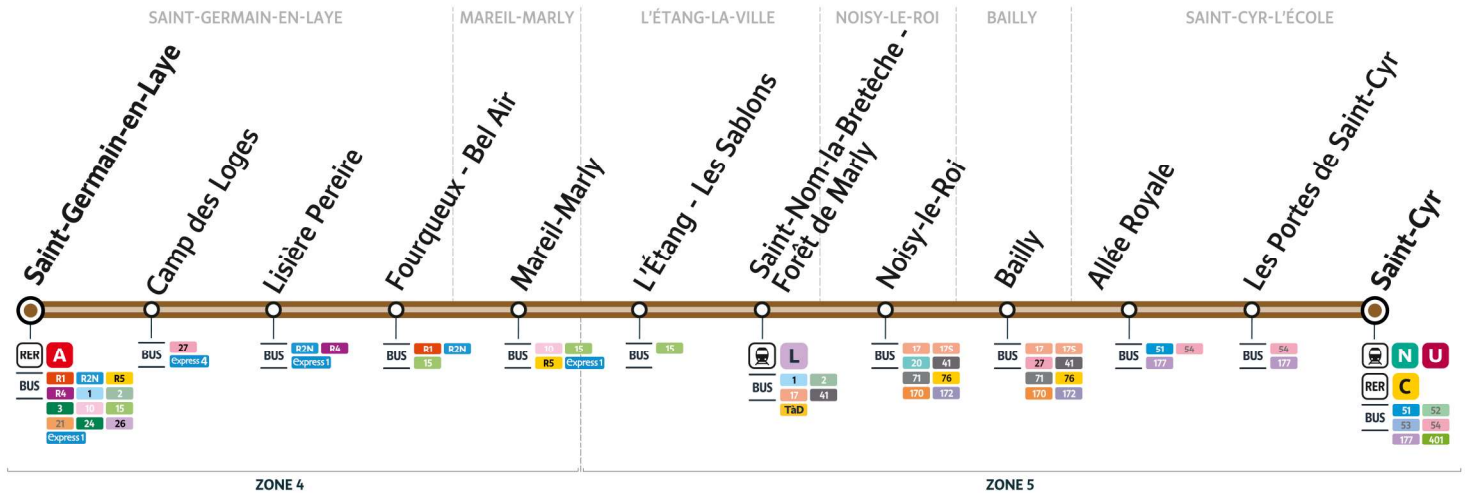 SAINT-GERMAIN-EN-LAYE
MAREIL-MARLY
L'ÉTANG-LA-VILLE
NOISY-LE-ROI
BAILLY
SAINT-CYR-L'ÉCOLE
Saint-Germain-en-Laye
Camp des Loges
Lisière Pereire
Fourqueux - Bel Air
Mareil-Marly
L'Étang - Les Sablons
Saint-Nom-la-Bretèche -
Forêt de Marly
Noisy-le-Roi
Bailly
Allée Royale
Les Portes de Saint-Cyr
Saint-Cyr
RER A
BUS
R1 R2N R5
R4 1 2
3 10 15
21 24 26
express 1
BUS 27
express 4
BUS R2N R4
express 1
BUS R1 R2N
15
BUS 10 15
R5 express 1
BUS 15
L
BUS
1 2
17 41
TàD
BUS 17 175
20 41
71 76
170 172
BUS 17 175
27 41
71 76
170 172
BUS 51 54
177
BUS 54
177
N U
RER C
BUS
51 52
53 54
177 401
ZONE 4
ZONE 5